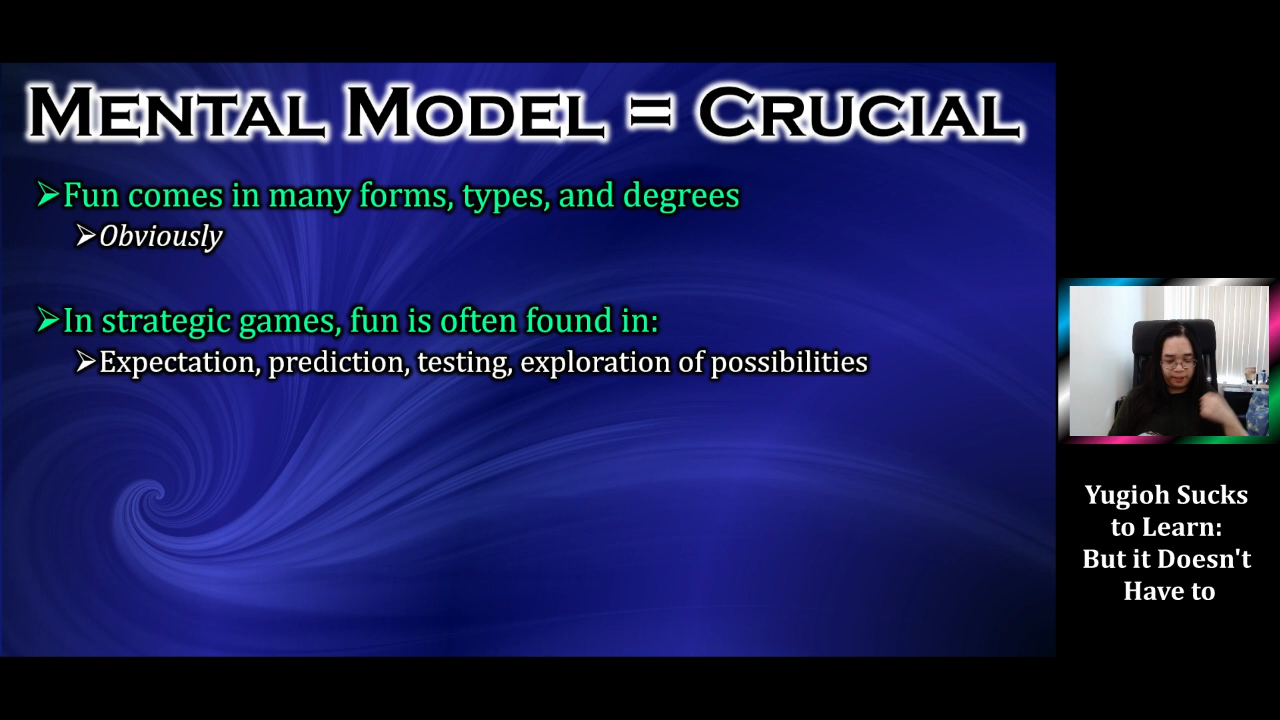 MENTAL MODEL = CRUCIAL
Fun comes in many forms, types, and degrees
Obviously
In strategic games, fun is often found in:
Expectation, prediction, testing, exploration of possibilities
Yugioh Sucks
to Learn:
But it Doesn't
Have to